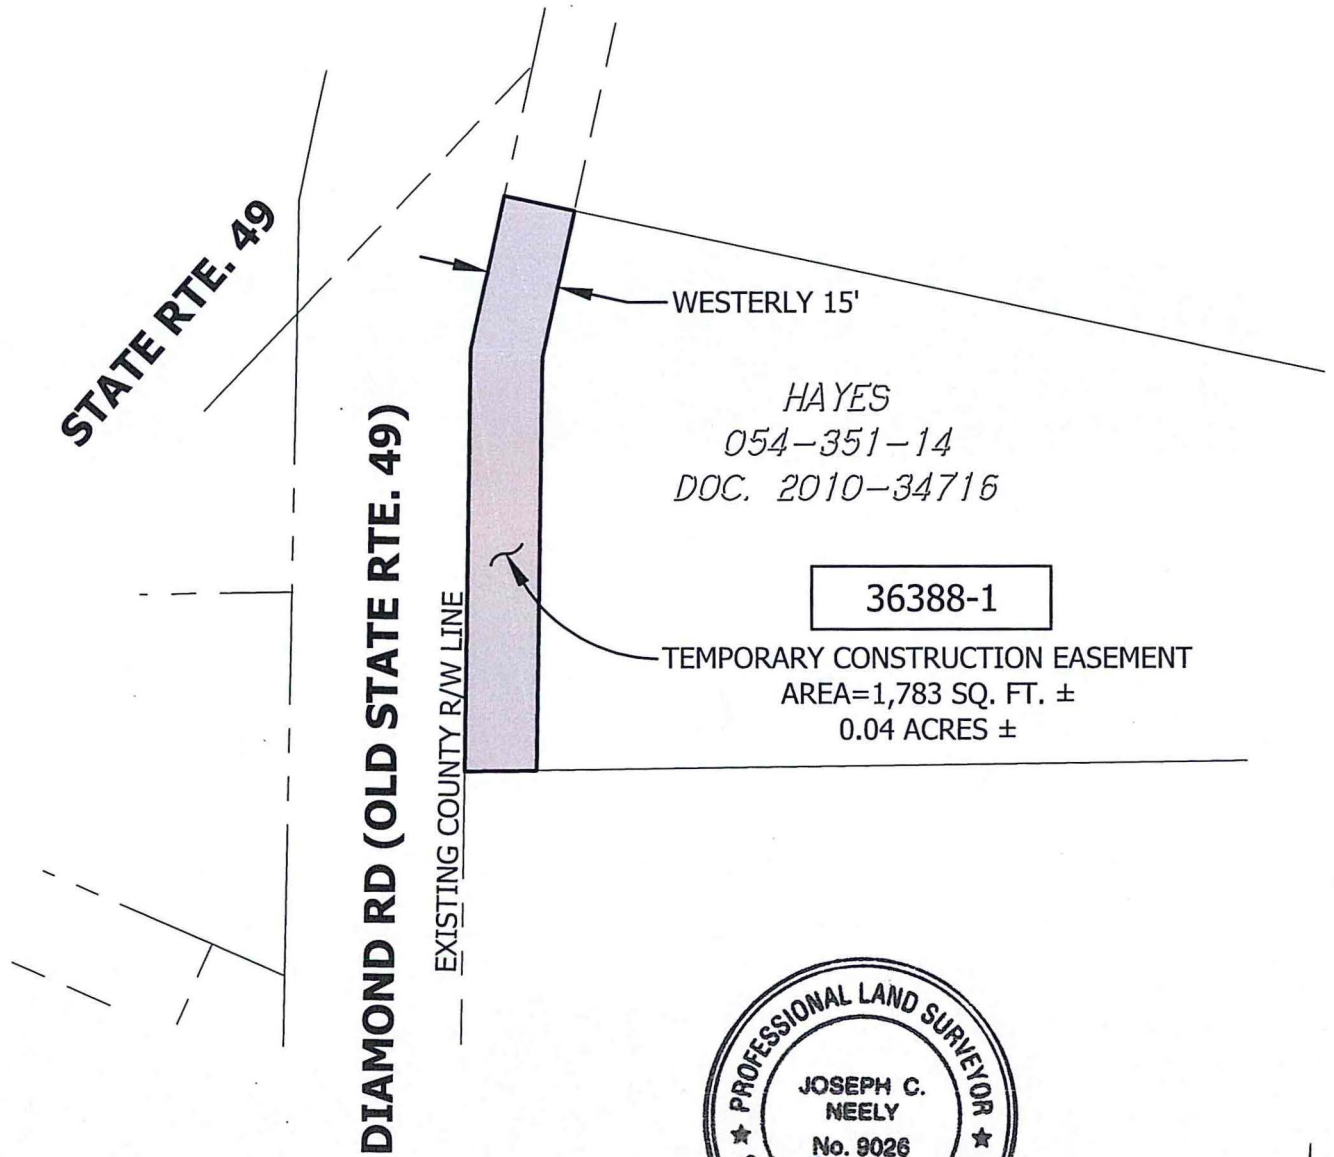 STATE RTE. 49
WESTERLY 15'
HAYES
054-351-14
DOC. 2010-34716
DIAMOND RD (OLD STATE RTE. 49)
EXISTING COUNTY R/W LINE
36388-1
TEMPORARY CONSTRUCTION EASEMENT
AREA=1,783 SQ. FT. ±
0.04 ACRES ±
★ PROFESSIONAL LAND SURVEYOR ★
JOSEPH C.
NEELY
No. 9026